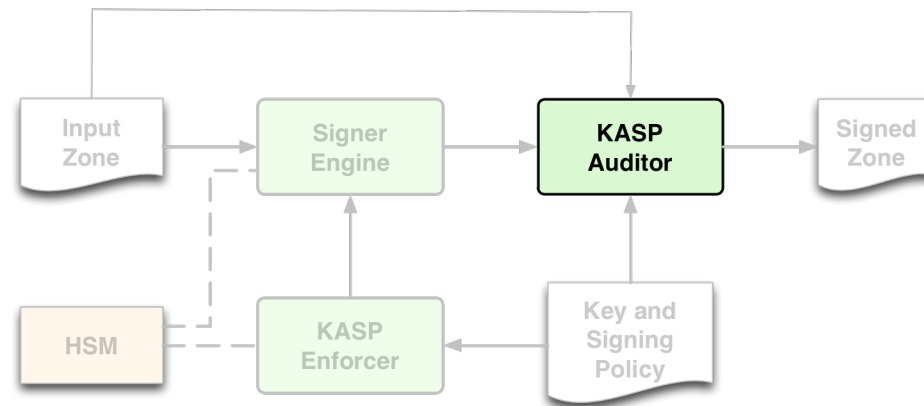 Input
Zone
Signer
Engine
KASP
Auditor
Signed
Zone
HSM
KASP
Enforcer
Key and
Signing
Policy